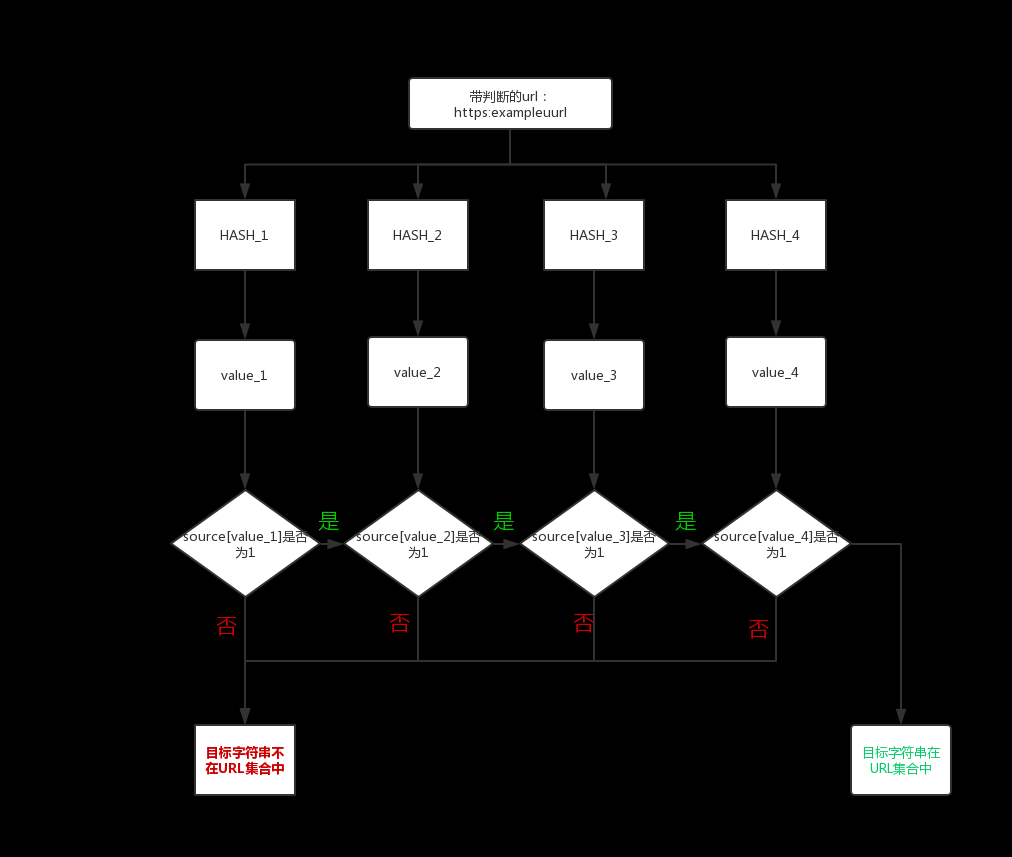 带判断的url：
https:exampleuurl
HASH_1
HASH_2
HASH_3
HASH_4
value_1
value_2
value_3
value_4
是
是
是
source[value_1]是否
为1
source[value_2]是否
为1
source[value_3]是否
为1
source[value_4]是否
为1
否
否
否
否
目标字符串不
在URL集合中
目标字符串在
URL集合中